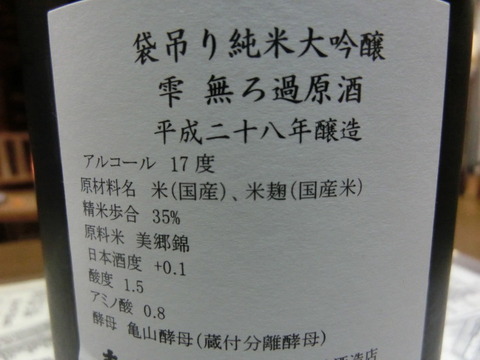 袋吊り純米大吟醸
雫 無ろ過原酒
平成二十八年醸造
アルコール 17度
原材料名 米(国産)、米麹(国産米)
精米歩合 35%
原料米 美郷錦
日本酒度 +0.1
酸度 1.5
アミノ酸 0.8
酵母 亀山酵母(蔵付分離酵母)
造店